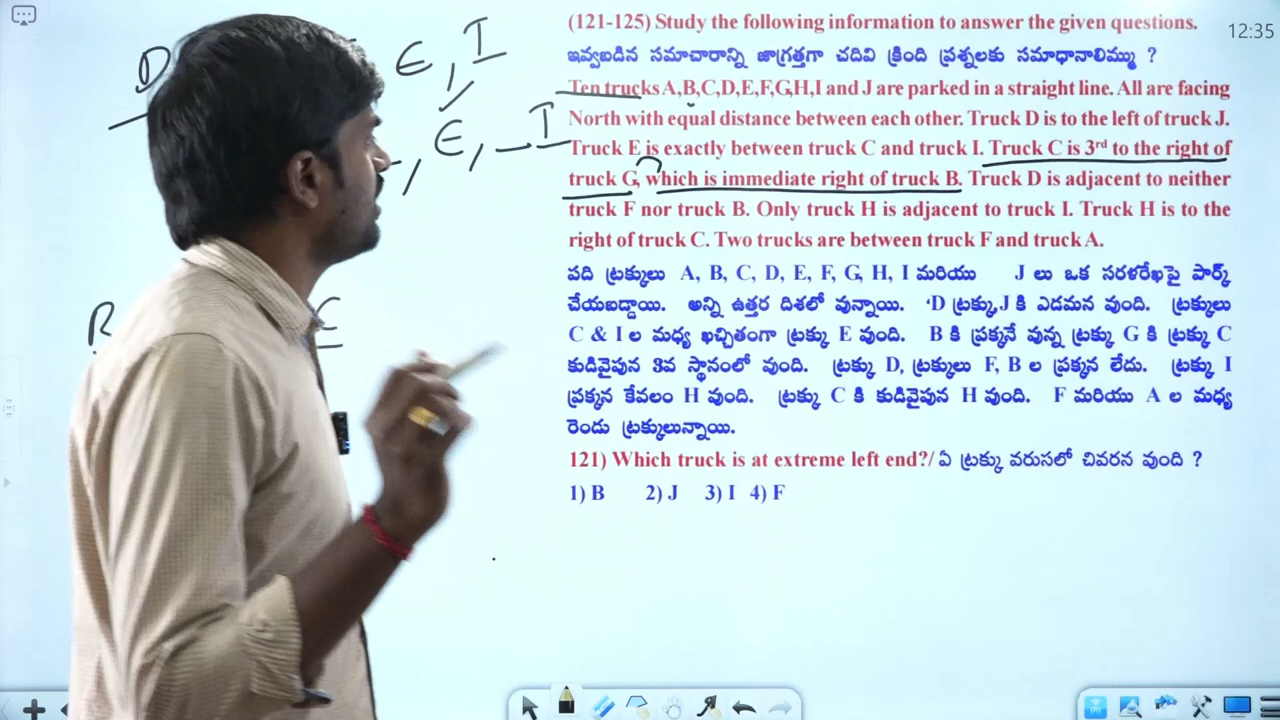 12:35
D
E, I
, E, _ I
B
(121-125) Study the following information to answer the given questions.
ఇవ్వబడిన సమాచారాన్ని జాగ్రత్తగా చదివి క్రింది ప్రశ్నలకు సమాధానాలిమ్ము ?
Ten trucks A,B,C,D,E,F,G,H,I and J are parked in a straight line. All are facing
North with equal distance between each other. Truck D is to the left of truck J.
Truck E is exactly between truck C and truck I. Truck C is 3rd to the right of
truck G, which is immediate right of truck B. Truck D is adjacent to neither
truck F nor truck B. Only truck H is adjacent to truck I. Truck H is to the
right of truck C. Two trucks are between truck F and truck A.
పది ట్రక్కులు A, B, C, D, E, F, G, H, I మరియు J లు ఒక సరళరేఖపై పార్క్
చేయబడ్డాయి. అన్ని ఉత్తర దిశలో వున్నాయి. 'D ట్రక్కు,J కి ఎడమన వుంది. ట్రక్కులు
C & I ల మధ్య ఖచ్చితంగా ట్రక్కు E వుంది. B కి ప్రక్కనే వున్న ట్రక్కు G కి ట్రక్కు C
కుడివైపున 3వ స్థానంలో వుంది. ట్రక్కు D, ట్రక్కులు F, B ల ప్రక్కన లేదు. ట్రక్కు I
ప్రక్కన కేవలం H వుంది. ట్రక్కు C కి కుడివైపున H వుంది. F మరియు A ల మధ్య
రెండు ట్రక్కులున్నాయి.
121) Which truck is at extreme left end?/ ఏ ట్రక్కు వరుసలో చివరన వుంది ?
1) B 2) J 3) I 4) F